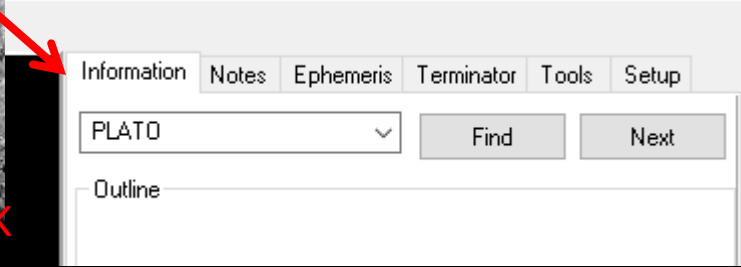 Information Notes Ephemeris Terminator Tools Setup
PLATO Find Next
Outline